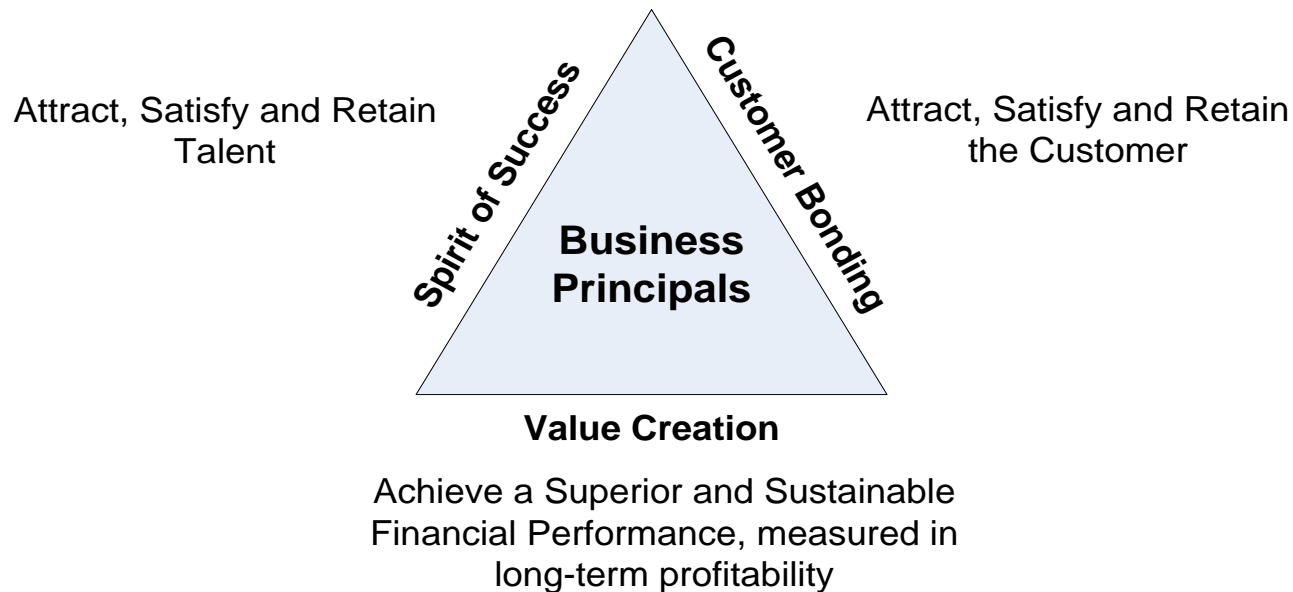 Attract, Satisfy and Retain
Talent
Spirit of Success
Customer Bonding
Attract, Satisfy and Retain
the Customer
Business
Principals
Value Creation
Achieve a Superior and Sustainable
Financial Performance, measured in
long-term profitability